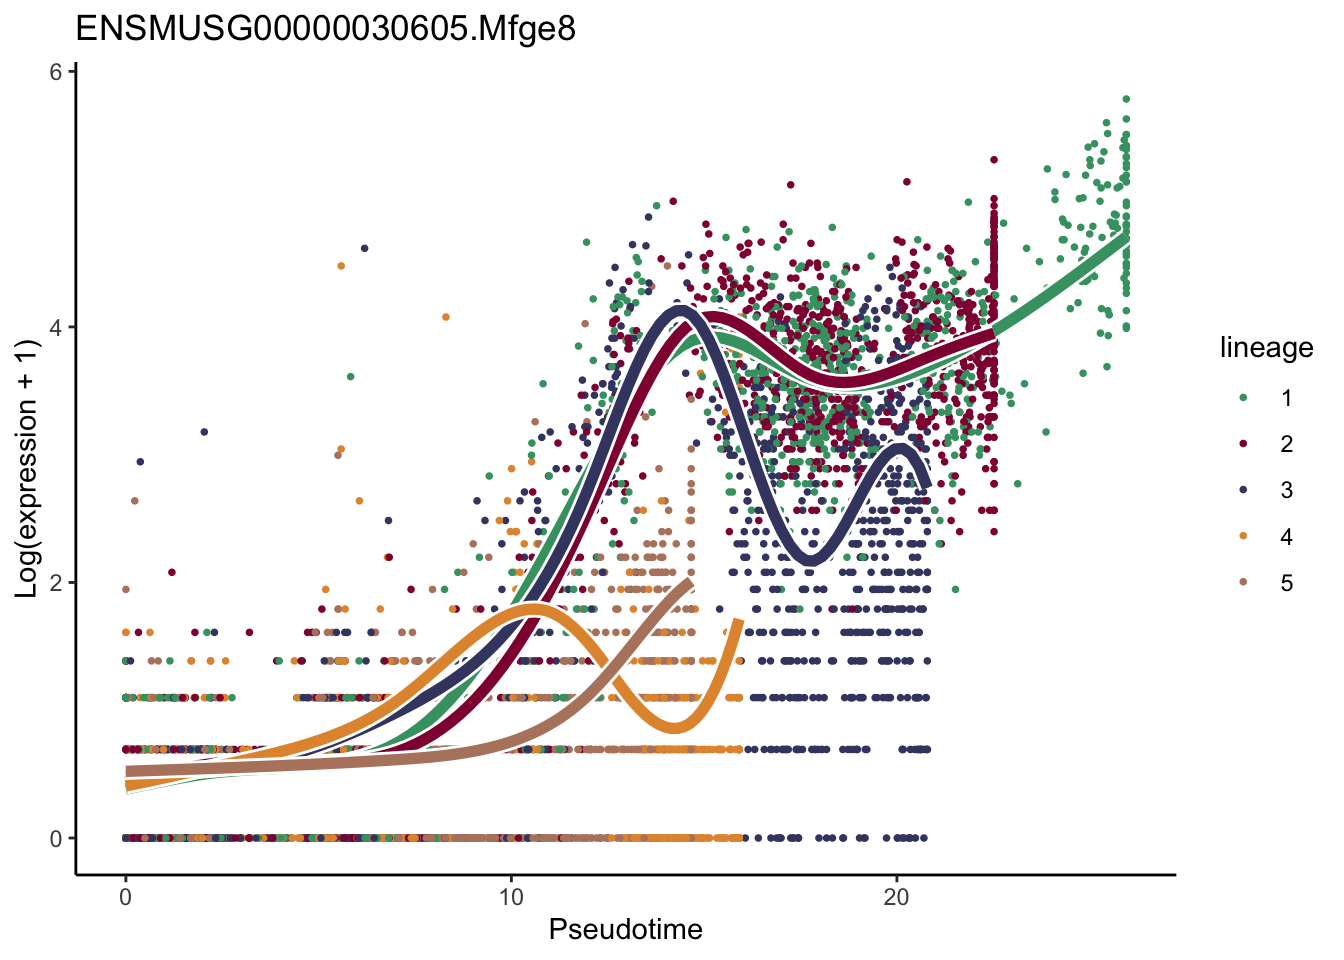 ENSMUSG00000030605.Mfge8
Log(expression + 1)
6
4
2
0
0 10 20
Pseudotime
lineage
1
2
3
4
5